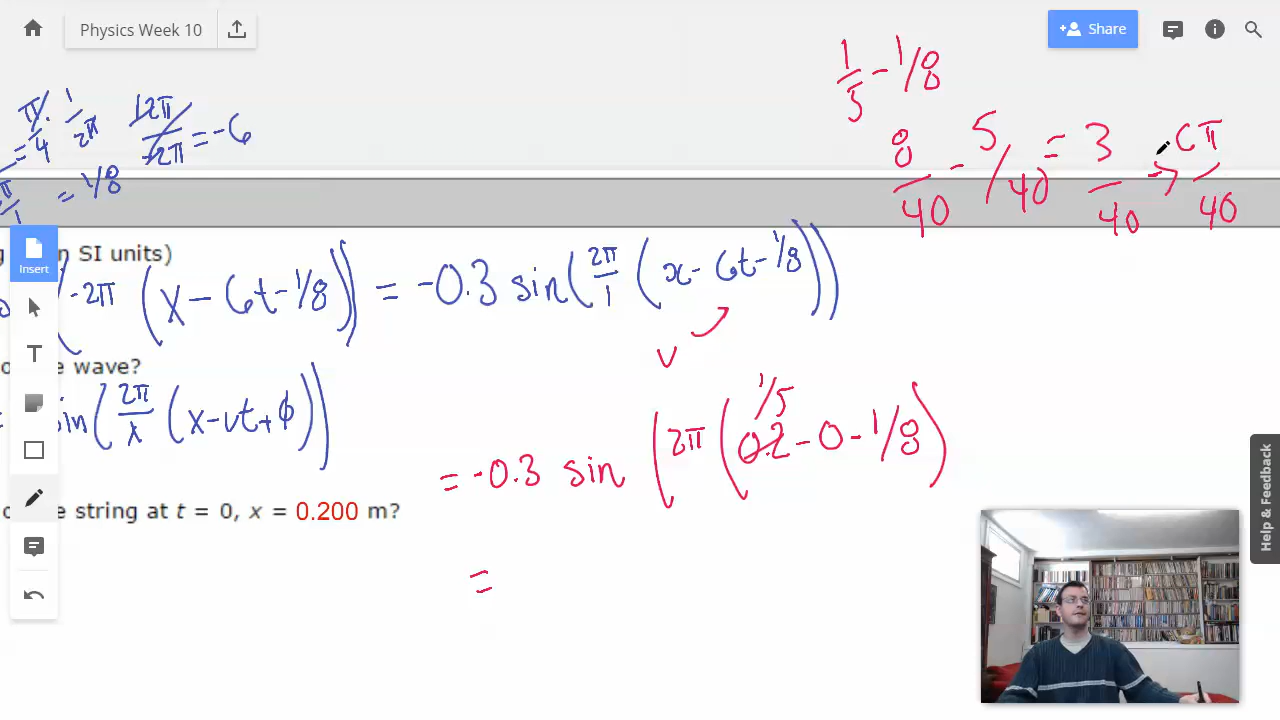 Physics Week 10
Share
1/5 - 1/8
π/4 · 1/2π 12π/-2π = -6
= 1/8
8/40 - 5/40 = 3/40 → 6π/40
n SI units)
Insert
-2π (x - 6t - 1/8)) = -0.3 sin(2π/1 (x - 6t - 1/8))
v
e wave?
sin(2π/λ (x - vt + ϕ))
1/5
= -0.3 sin (2π (0.2 - 0 - 1/8)
e string at t = 0, x = 0.200 m?
=
Help & Feedback